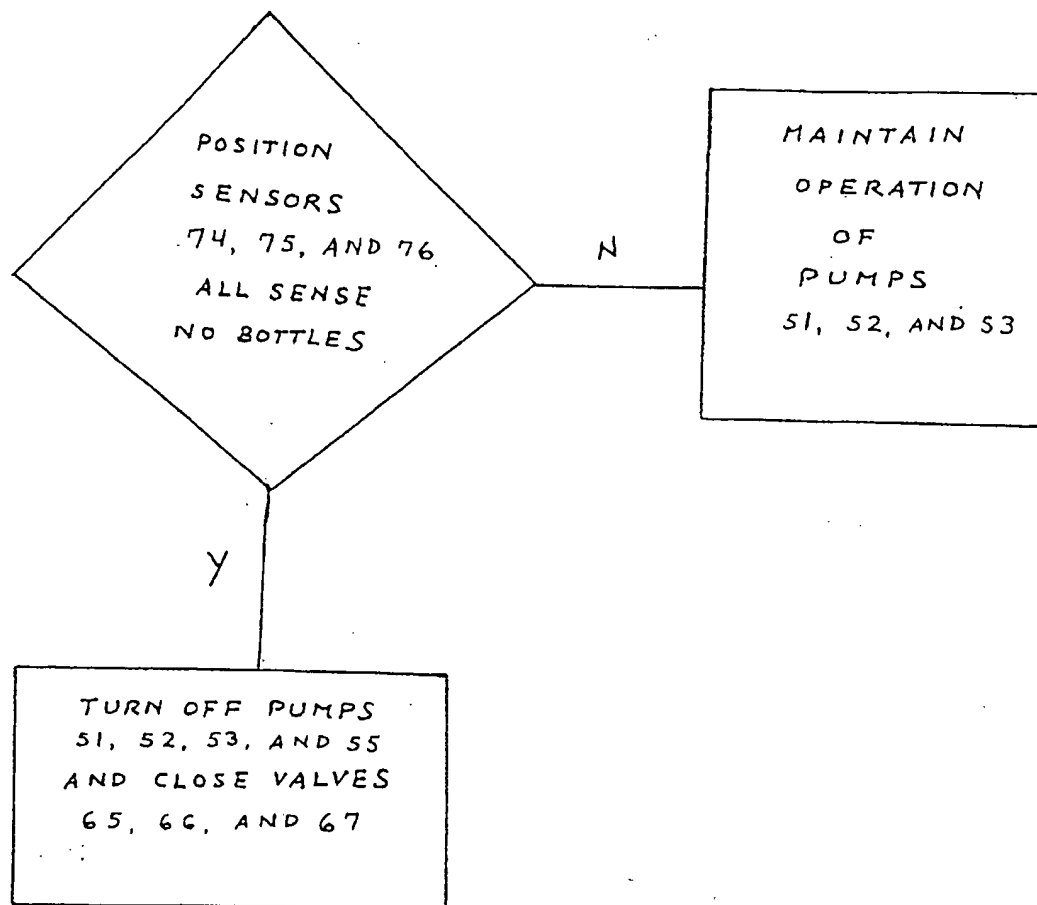 POSITION
SENSORS
74, 75, AND 76
ALL SENSE
NO BOTTLES
N
MAINTAIN
OPERATION
OF
PUMPS
51, 52, AND 53
Y
TURN OFF PUMPS
51, 52, 53, AND 55
AND CLOSE VALVES
65, 66, AND 67